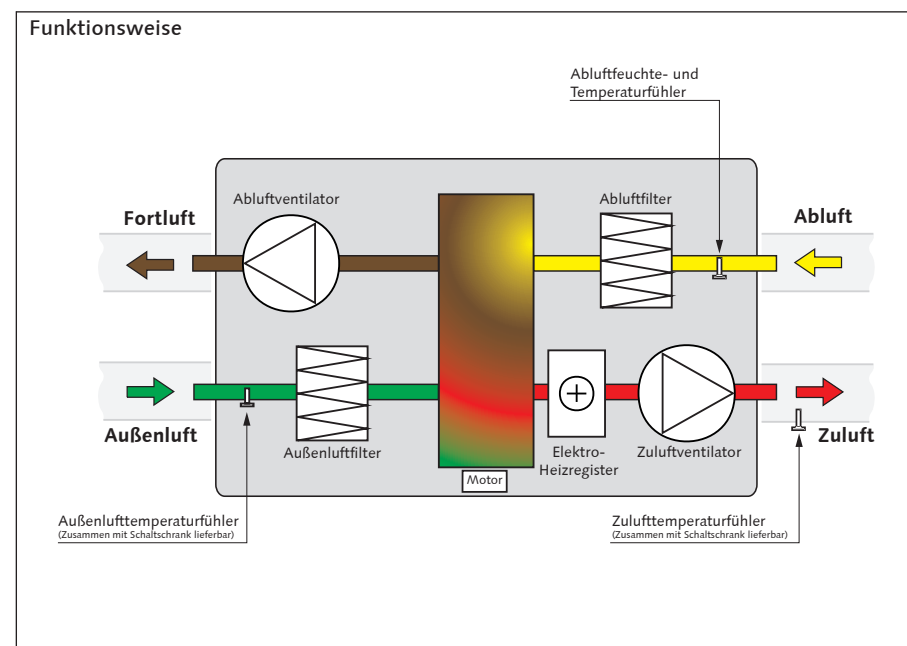 Funktionsweise
Abluftfeuchte- und
Temperaturfühler
Abluftventilator
Abluftfilter
Fortluft
Abluft
Außenluft
Zuluft
Außenluftfilter
Elektro-
Heizregister
Zuluftventilator
Motor
Außenlufttemperaturfühler
(Zusammen mit Schaltschrank lieferbar)
Zulufttemperaturfühler
(Zusammen mit Schaltschrank lieferbar)